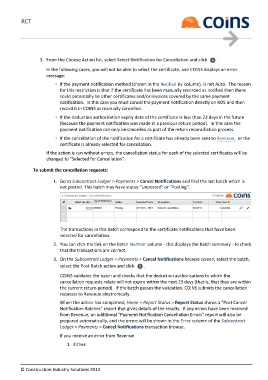 RCT
COINS
3. From the Choose Action list, select Select Notification for Cancellation and click
In the following cases, you will not be able to select the certificate, and COINS displays an error
message:
• If the payment notification method (shown in the Notified By column), is not Auto. The reason
for this restriction is that if the certificate has been manually recorded as notified then there
could potentially be other certificates and/or invoices covered by the same payment
notification. In this case you must cancel the payment notification directly on ROS and then
record it in COINS as manually cancelled.
• If the deduction authorisation expiry date of the certificate is less than 23 days in the future
(because the payment notification was made in a previous return period). In this case the
payment notification can only be cancelled as part of the return reconciliation process.
• If the cancellation of the notification for a certificate has already been sent to Revenue, or the
certificate is already selected for cancellation.
If the action is run without errors, the cancellation status for each of the selected certificates will be
changed to "Selected for Cancellation".
To submit the cancellation requests:
1. Go to Subcontract Ledger > Payments > Cancel Notifications and find the last batch which is
not posted. This batch may have status "Unposted" or "Posting".
The transactions in the batch correspond to the certificate notifications that have been
selected for cancellation.
2. You can click the link on the Batch Number column - this displays the batch summary - to check
that the transactions are correct.
3. On the Subcontract Ledger > Payments > Cancel Notifications browse screen, select the batch,
select the Post Batch action and click
COINS validates the batch and checks that the deduction authorisations to which the
cancellation requests relate will not expire within the next 23 days (that is, that they are within
the current return period). If the batch passes the validation, COINS submits the cancellation
requests to Revenue electronically.
When the action has completed, Home > Report Status > Report Status shows a "Post Cancel
Notification Batches" report that gives details of the results. If any errors have been received
from Revenue, an additional "Payment Notification Cancellation Errors" report will also be
prepared automatically, and the errors will be shown in the Error column of the Subcontract
Ledger > Payments > Cancel Notifications transaction browse.
If you receive an error from Revenue
1. Either:
© Construction Industry Solutions 2013